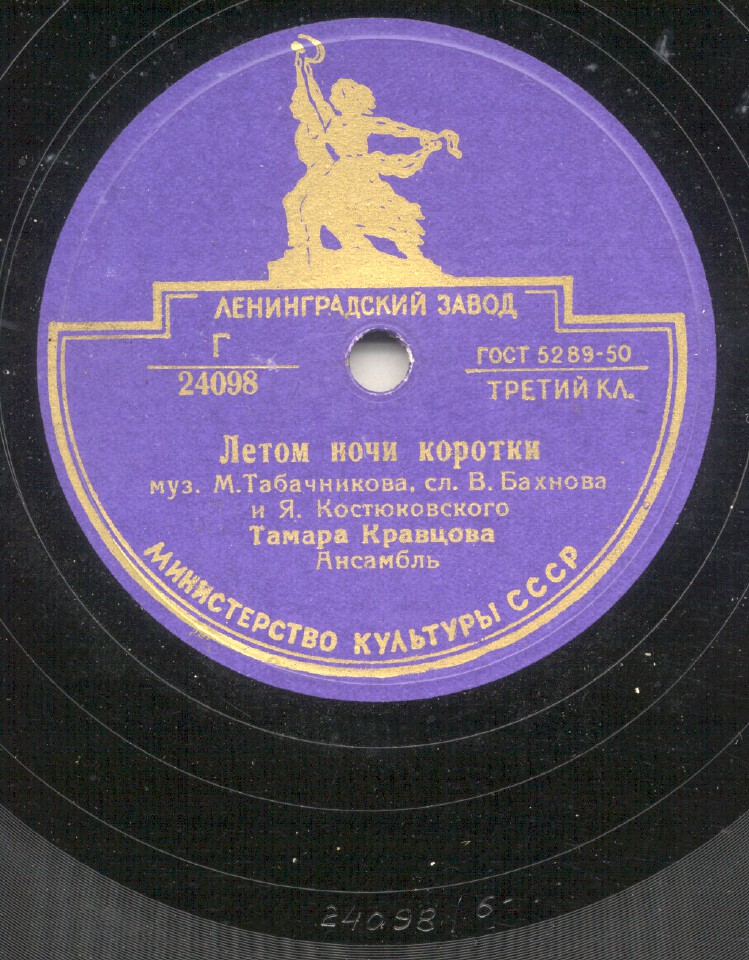 ЛЕНИНГРАДСКИЙ ЗАВОД
Г
24098
ГОСТ 5289-50
ТРЕТИЙ КЛ.
Летом ночи коротки
муз. М. Табачникова, сл. В. Бахнова
и Я. Костюковского
Тамара Кравцова
Ансамбль
МИНИСТЕРСТВО КУЛЬТУРЫ СССР
24098 / 6-